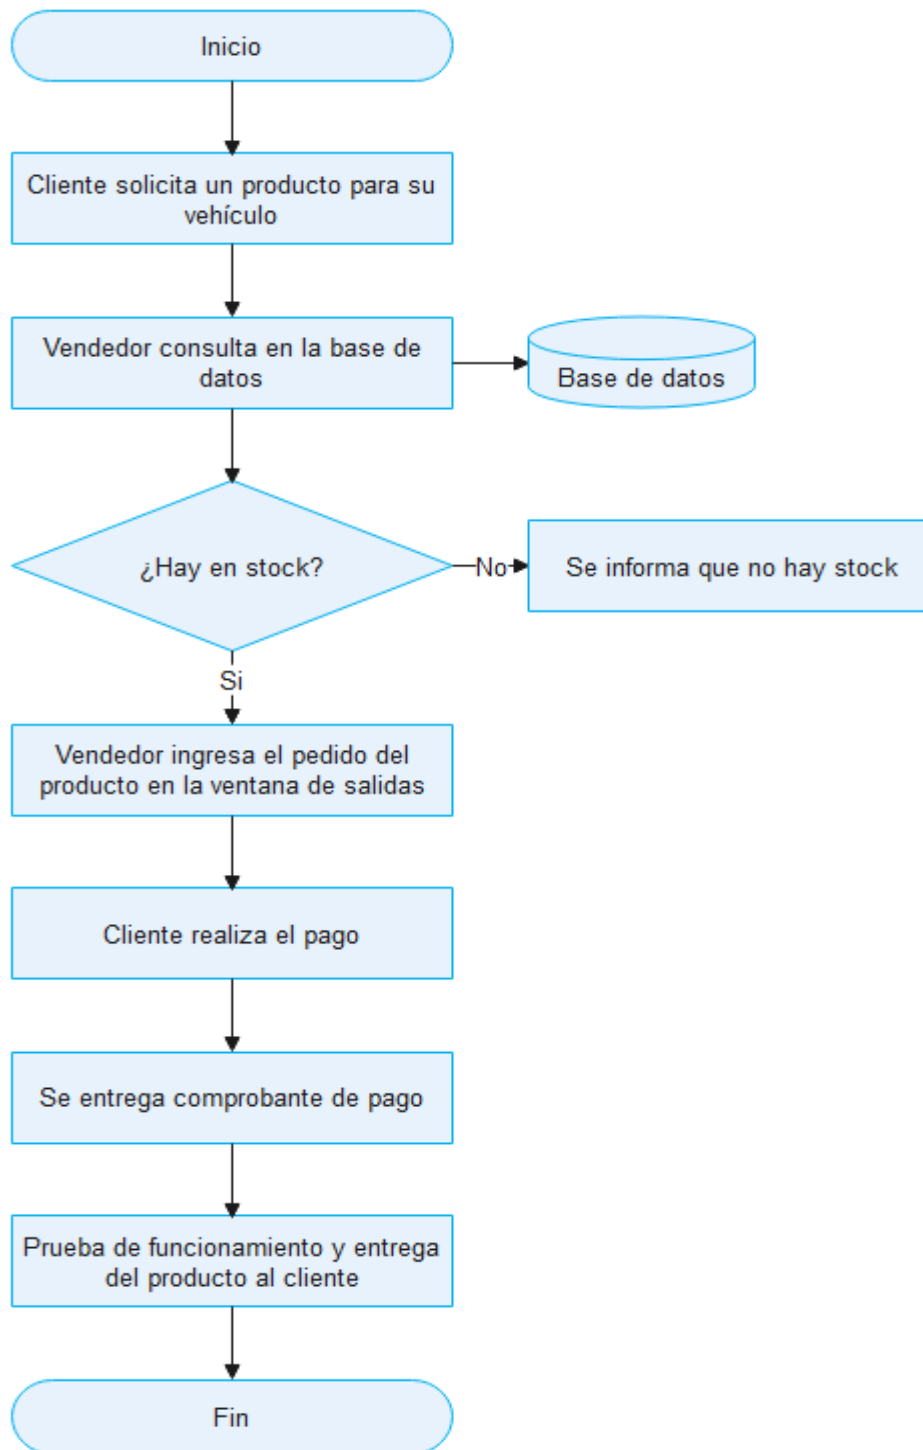 Inicio
Cliente solicita un producto para su
vehículo
Vendedor consulta en la base de
datos
Base de datos
¿Hay en stock?
No
Se informa que no hay stock
Si
Vendedor ingresa el pedido del
producto en la ventana de salidas
Cliente realiza el pago
Se entrega comprobante de pago
Prueba de funcionamiento y entrega
del producto al cliente
Fin